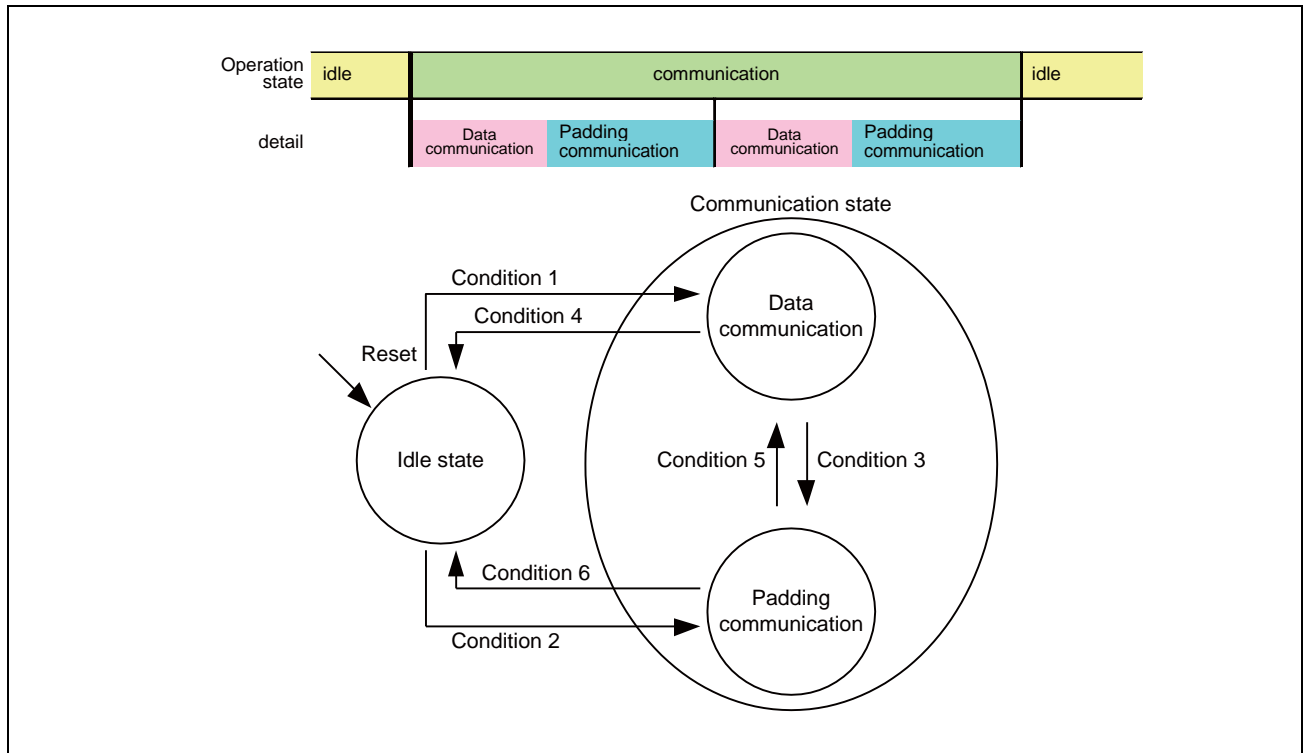 Operation
state
idle
communication
idle
detail
Data
communication
Padding
communication
Data
communication
Padding
communication
Communication state
Condition 1
Data
communication
Condition 4
Reset
Idle state
Condition 5
Condition 3
Condition 6
Padding
communication
Condition 2